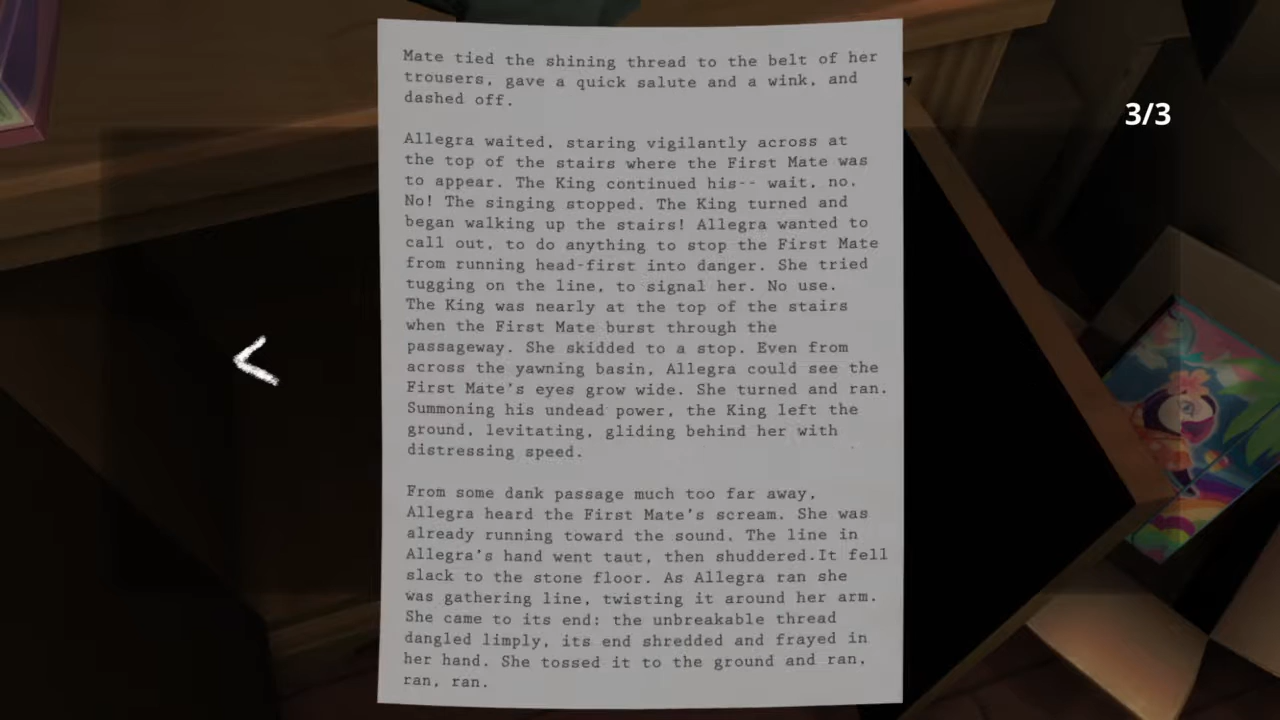 Mate tied the shining thread to the belt of her
trousers, gave a quick salute and a wink, and
dashed off.
Allegra waited, staring vigilantly across at
the top of the stairs where the First Mate was
to appear. The King continued his-- wait, no.
No! The singing stopped. The King turned and
began walking up the stairs! Allegra wanted to
call out, to do anything to stop the First Mate
from running head-first into danger. She tried
tugging on the line, to signal her. No use.
The King was nearly at the top of the stairs
when the First Mate burst through the
passageway. She skidded to a stop. Even from
across the yawning basin, Allegra could see the
First Mate's eyes grow wide. She turned and ran.
Summoning his undead power, the King left the
ground, levitating, gliding behind her with
distressing speed.
From some dank passage much too far away,
Allegra heard the First Mate's scream. She was
already running toward the sound. The line in
Allegra's hand went taut, then shuddered.It fell
slack to the stone floor. As Allegra ran she
was gathering line, twisting it around her arm.
She came to its end: the unbreakable thread
dangled limply, its end shredded and frayed in
her hand. She tossed it to the ground and ran,
ran, ran.
3/3